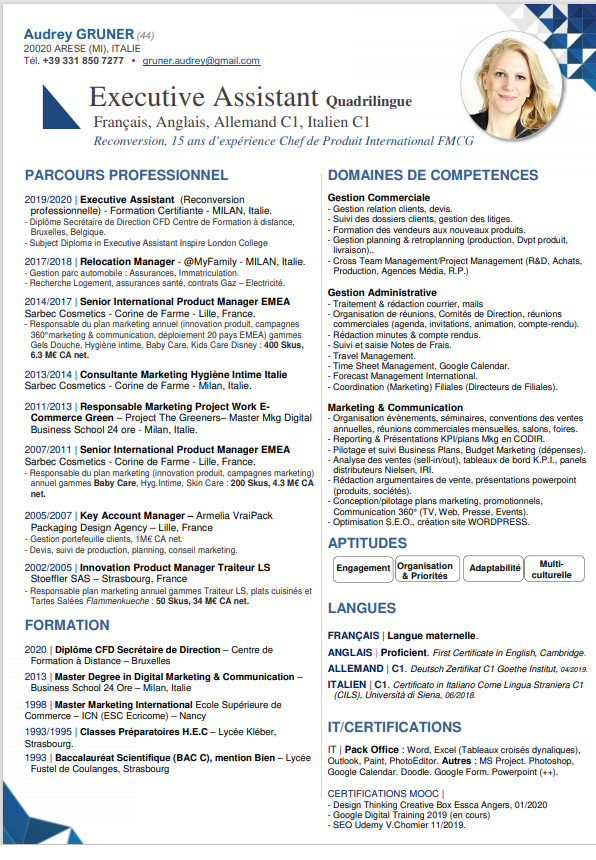 Audrey GRUNER (44)
20020 ARESE (MI), ITALIE
Tél. +39 331 850 7277 • gruner.audrey@gmail.com
Executive Assistant Quadrilingue
Français, Anglais, Allemand C1, Italien C1
Reconversion, 15 ans d’expérience Chef de Produit International FMCG
PARCOURS PROFESSIONNEL
2019/2020 | Executive Assistant (Reconversion
professionnelle) - Formation Certifiante - MILAN, Italie.
- Diplôme Secrétaire de Direction CFD Centre de Formation à distance,
Bruxelles, Belgique.
- Subject Diploma in Executive Assistant Inspire London College
2017/2018 | Relocation Manager - @MyFamily - MILAN, Italie.
- Gestion parc automobile : Assurances, Immatriculation.
- Recherche Logement, assurances santé, contrats Gaz – Electricité.
2014/2017 | Senior International Product Manager EMEA
Sarbec Cosmetics - Corine de Farme - Lille, France.
- Responsable du plan marketing annuel (innovation produit, campagnes
360°marketing & communication, déploiement 20 pays EMEA) gammes
Gels Douche, Hygiène intime, Baby Care, Kids Care Disney : 400 Skus,
6.3 M€ CA net.
2013/2014 | Consultante Marketing Hygiène Intime Italie
Sarbec Cosmetics - Corine de Farme - Milan, Italie.
2011/2013 | Responsable Marketing Project Work E-
Commerce Green – Project The Greeners– Master Mkg Digital
Business School 24 ore - Milan, Italie.
2007/2011 | Senior International Product Manager EMEA
Sarbec Cosmetics - Corine de Farme - Lille, France.
- Responsable du plan marketing (innovation produit, campagnes marketing)
annuel gammes Baby Care, Hyg.Intime, Skin Care : 200 Skus, 4.3 M€ CA
net.
2005/2007 | Key Account Manager – Armelia VraiPack
Packaging Design Agency – Lille, France
- Gestion portefeuille clients, 1M€ CA net.
- Devis, suivi de production, planning, conseil marketing.
2002/2005 | Innovation Product Manager Traiteur LS
Stoeffler SAS – Strasbourg, France
- Responsable plan marketing annuel gammes Traiteur LS, plats cuisinés et
Tartes Salées Flammenkueche : 50 Skus, 34 M€ CA net.
FORMATION
2020 | Diplôme CFD Secrétaire de Direction – Centre de
Formation à Distance – Bruxelles
2013 | Master Degree in Digital Marketing & Communication –
Business School 24 Ore – Milan, Italie
1998 | Master Marketing International Ecole Supérieure de
Commerce – ICN (ESC Ecricome) – Nancy
1993/1995 | Classes Préparatoires H.E.C – Lycée Kléber,
Strasbourg.
1993 | Baccalauréat Scientifique (BAC C), mention Bien – Lycée
Fustel de Coulanges, Strasbourg
DOMAINES DE COMPETENCES
Gestion Commerciale
- Gestion relation clients, devis.
- Suivi des dossiers clients, gestion des litiges.
- Formation des vendeurs aux nouveaux produits.
- Gestion planning & retroplanning (production, Dvpt produit,
livraison)..
- Cross Team Management/Project Management (R&D, Achats,
Production, Agences Média, R.P.)
Gestion Administrative
- Traitement & rédaction courrier, mails
- Organisation de réunions, Comités de Direction, réunions
commerciales (agenda, invitations, animation, compte-rendu).
- Rédaction minutes & compte rendus.
- Suivi et saisie Notes de Frais.
- Travel Management.
- Time Sheet Management, Google Calendar.
- Forecast Management International.
- Coordination (Marketing) Filiales (Directeurs de Filiales).
Marketing & Communication
- Organisation évènements, séminaires, conventions des ventes
annuelles, réunions commerciales mensuelles, salons, foires.
- Reporting & Présentations KPI/plans Mkg en CODIR.
- Pilotage et suivi Business Plans, Budget Marketing (dépenses).
- Analyse des ventes (sell-in/out), tableaux de bord K.P.I., panels
distributeurs Nielsen, IRI.
- Rédaction argumentaires de vente, présentations powerpoint
(produits, sociétés).
- Conception/pilotage plans marketing, promotionnels,
Communication 360° (TV, Web, Presse, Events).
- Optimisation S.E.O., création site WORDPRESS.
APTITUDES
Engagement
Organisation
& Priorités
Adaptabilité
Multi-
culturelle
LANGUES
FRANÇAIS | Langue maternelle.
ANGLAIS | Proficient. First Certificate in English, Cambridge.
ALLEMAND | C1. Deutsch Zertifikat C1 Goethe Institut, 04/2019.
ITALIEN | C1. Certificato in Italiano Come Lingua Straniera C1
(CILS), Università di Siena, 06/2018.
IT/CERTIFICATIONS
IT | Pack Office : Word, Excel (Tableaux croisés dynaliques),
Outlook, Paint, PhotoEditor. Autres : MS Project. Photoshop,
Google Calendar. Doodle. Google Form. Powerpoint (++).
CERTIFICATIONS MOOC |
- Design Thinking Creative Box Essca Angers, 01/2020
- Google Digital Training 2019 (en cours)
- SEO Udemy V.Chomier 11/2019.